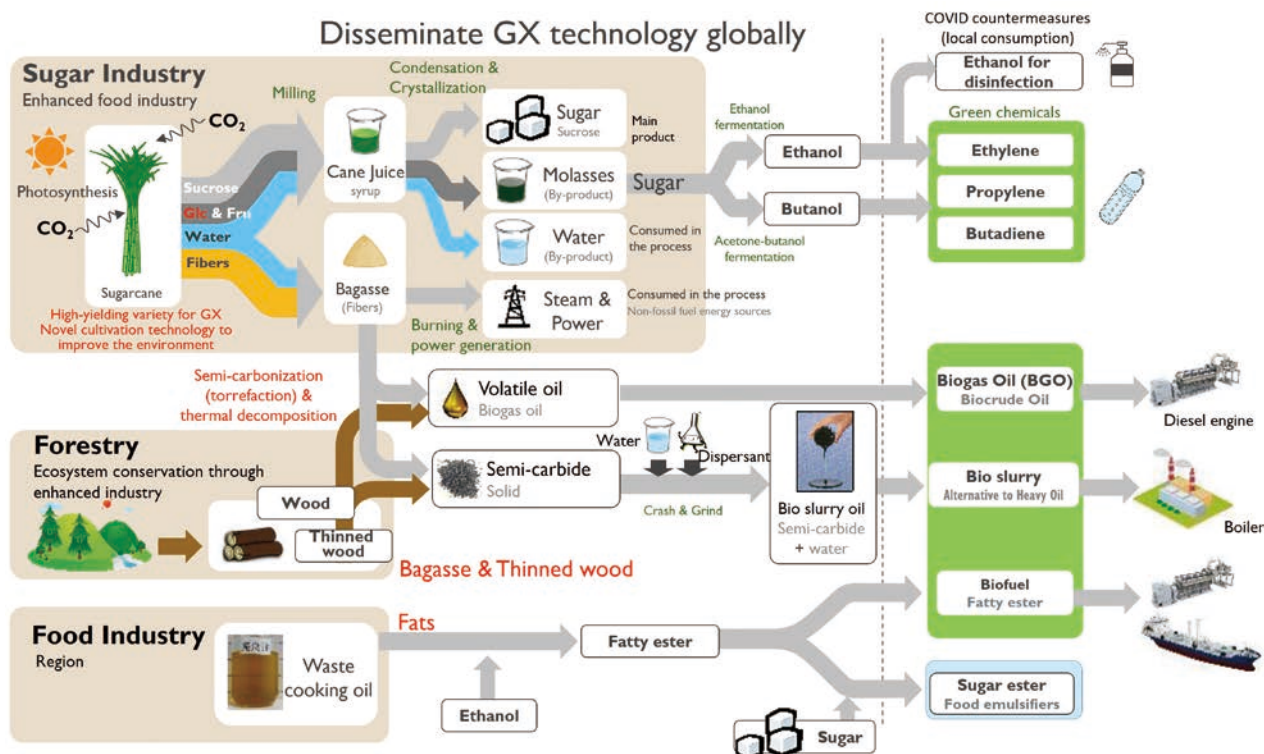 Disseminate GX technology globally
COVID countermeasures
(local consumption)
Ethanol for
disinfection
Sugar Industry
Enhanced food industry
CO2
Photosynthesis
CO2
Sugarcane
High-yielding variety for GX
Novel cultivation technology to
improve the environment
Sucrose
Glc & Fru
Water
Fibers
Milling
Cane Juice
syrup
Bagasse
(Fibers)
Condensation &
Crystallization
Sugar
Sucrose
Main
product
Molasses
(By-product)
Sugar
Water
(By-product)
Consumed in
the process
Steam &
Power
Consumed in the process
Non-fossil fuel energy sources
Burning &
power generation
Ethanol
fermentation
Ethanol
Butanol
Acetone-butanol
fermentation
Green chemicals
Ethylene
Propylene
Butadiene
Semi-carbonization
(torrefaction) &
thermal decomposition
Volatile oil
Biogas oil
Biogas Oil (BGO)
Biocrude Oil
Diesel engine
Forestry
Ecosystem conservation through
enhanced industry
Wood
Thinned
wood
Bagasse & Thinned wood
Semi-carbide
Solid
Water
Dispersant
Crash & Grind
Bio slurry oil
Semi-carbide
+ water
Bio slurry
Alternative to Heavy Oil
Boiler
Food Industry
Region
Waste
cooking oil
Fats
Ethanol
Fatty ester
Biofuel
Fatty ester
Sugar
Sugar ester
Food emulsifiers